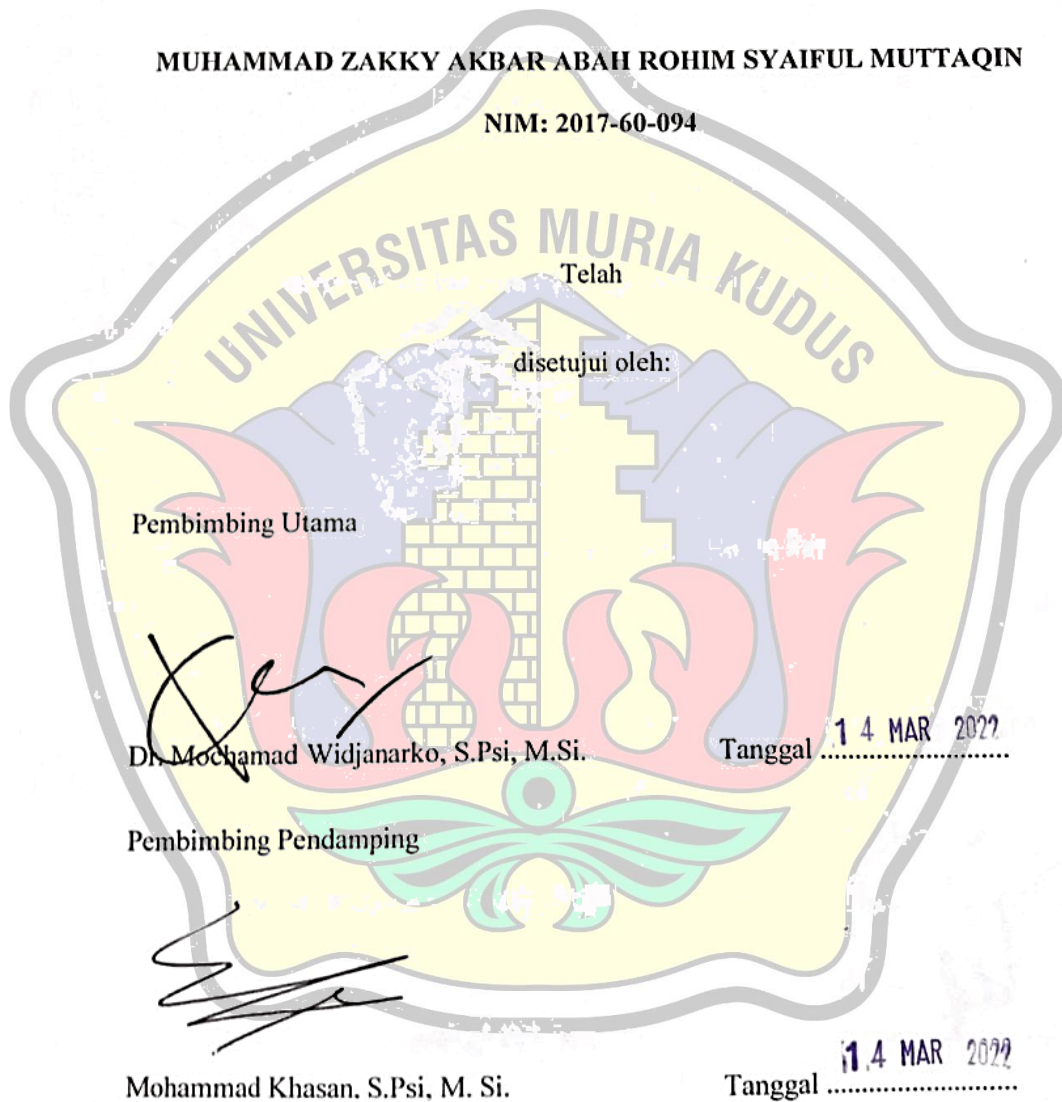 MUHAMMAD ZAKKY AKBAR ABAH ROHIM SYAIFUL MUTTAQIN
NIM: 2017-60-094
UNIVERSITAS MURIA KUDUS
Telah
disetujui oleh:
Pembimbing Utama
Dr. Mochamad Widjanarko, S.Psi, M.Si. Tanggal 14 MAR 2022
Pembimbing Pendamping
Mohammad Khasan, S.Psi, M. Si. Tanggal 14 MAR 2022